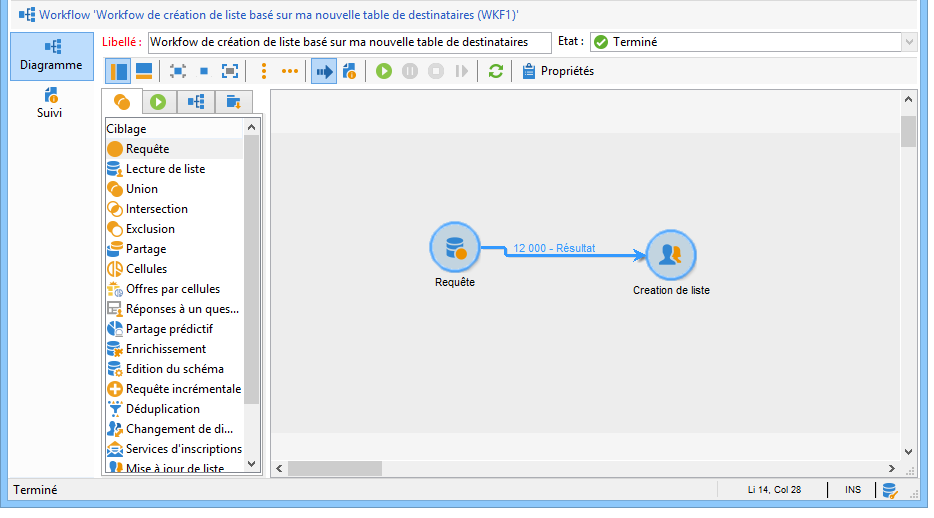 Workflow 'Workfow de création de liste basé sur ma nouvelle table de destinataires (WKF1)'
Diagramme
Suivi
Libellé : Workfow de création de liste basé sur ma nouvelle table de destinataires Etat : Terminé
Propriétés
Ciblage
Requête
Lecture de liste
Union
Intersection
Exclusion
Partage
Cellules
Offres par cellules
Réponses à un ques...
Partage prédictif
Enrichissement
Edition du schéma
Requête incrémentale
Déduplication
Changement de di...
Services d'inscriptions
Mise à jour de liste
12 000 - Résultat
Requête
Creation de liste
Terminé
Li 14, Col 28
INS